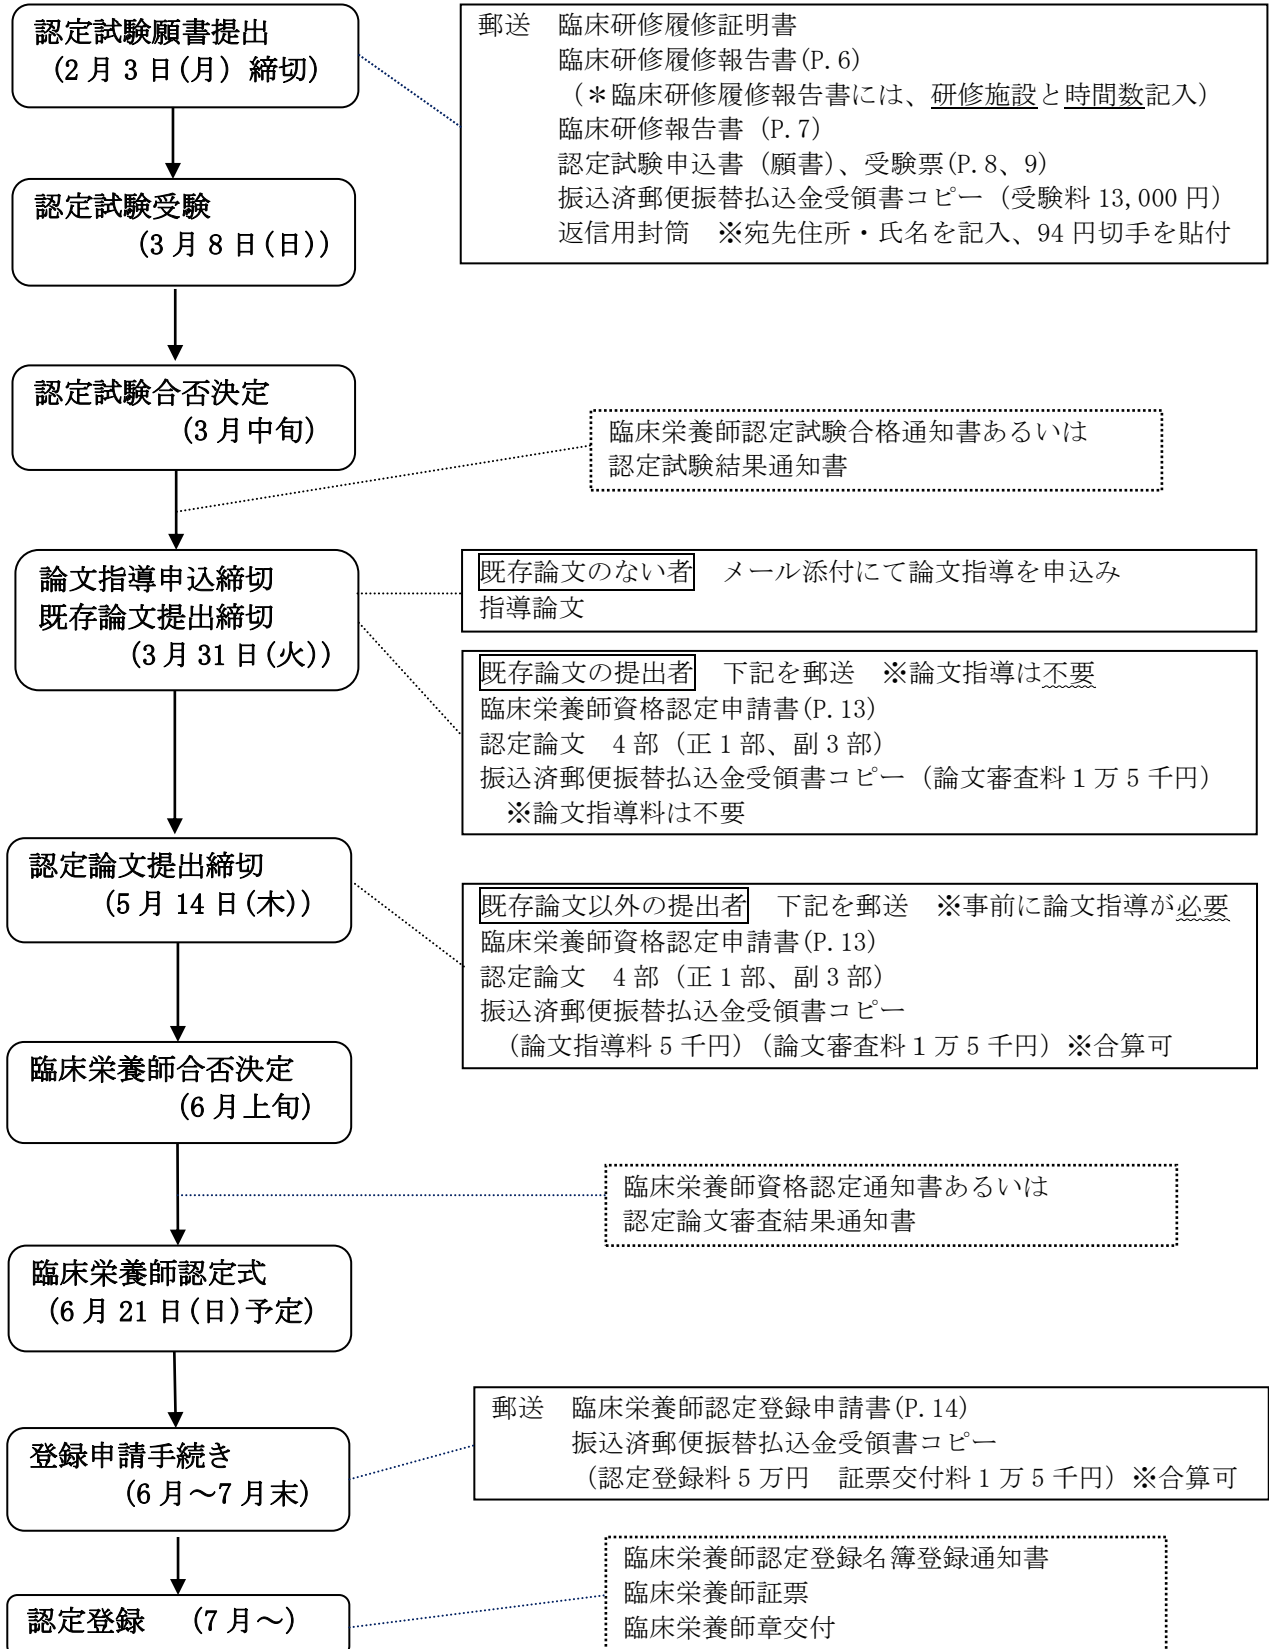 認定試験願書提出
(2月3日(月) 締切)
郵送　臨床研修履修証明書
臨床研修履修報告書(P.6)
（＊臨床研修履修報告書には、研修施設と時間数記入）
臨床研修報告書 (P.7)
認定試験申込書（願書）、受験票(P.8、9)
振込済郵便振替払込金受領書コピー（受験料 13,000 円）
返信用封筒　※宛先住所・氏名を記入、94 円切手を貼付
認定試験受験
(3月8日(日))
認定試験合否決定
(3月中旬)
臨床栄養師認定試験合格通知書あるいは
認定試験結果通知書
論文指導申込締切
既存論文提出締切
(3月31日(火))
既存論文のない者　メール添付にて論文指導を申込み
指導論文
既存論文の提出者　下記を郵送　※論文指導は不要
臨床栄養師資格認定申請書(P.13)
認定論文　4部（正1部、副3部）
振込済郵便振替払込金受領書コピー（論文審査料１万５千円）
※論文指導料は不要
認定論文提出締切
(5月14日(木))
既存論文以外の提出者　下記を郵送　※事前に論文指導が必要
臨床栄養師資格認定申請書(P.13)
認定論文　4部（正1部、副3部）
振込済郵便振替払込金受領書コピー
（論文指導料５千円）（論文審査料１万５千円）※合算可
臨床栄養師合否決定
(6月上旬)
臨床栄養師資格認定通知書あるいは
認定論文審査結果通知書
臨床栄養師認定式
(6月21日(日)予定)
登録申請手続き
(6月～7月末)
郵送　臨床栄養師認定登録申請書(P.14)
振込済郵便振替払込金受領書コピー
（認定登録料５万円　証票交付料１万５千円）※合算可
認定登録　(7月～)
臨床栄養師認定登録名簿登録通知書
臨床栄養師証票
臨床栄養師章交付